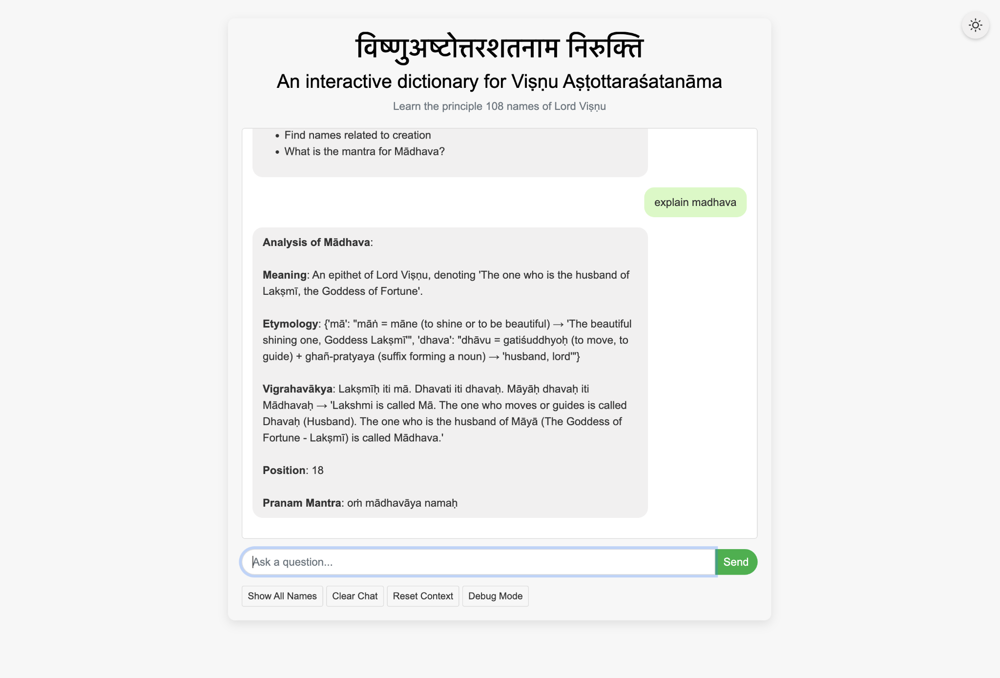 विष्णुअष्टोत्तरशतनाम निरुक्ति
An interactive dictionary for Viṣṇu Aṣṭottaraśatanāma
Learn the principle 108 names of Lord Viṣṇu
• Find names related to creation
• What is the mantra for Mādhava?
explain madhava
Analysis of Mādhava:
Meaning: An epithet of Lord Viṣṇu, denoting 'The one who is the husband of
Lakṣmī, the Goddess of Fortune'.
Etymology: {'mā': "māṅ = māne (to shine or to be beautiful) → 'The beautiful
shining one, Goddess Lakṣmī'", 'dhava': "dhāvu = gatiśuddhyoḥ (to move, to
guide) + ghañ-pratyaya (suffix forming a noun) → 'husband, lord'"}
Vigrahavākya: Lakṣmīḥ iti mā. Dhavati iti dhavaḥ. Māyāḥ dhavaḥ iti
Mādhavaḥ → 'Lakshmi is called Mā. The one who moves or guides is called
Dhavaḥ (Husband). The one who is the husband of Māyā (The Goddess of
Fortune - Lakṣmī) is called Mādhava.'
Position: 18
Pranam Mantra: oṁ mādhavāya namaḥ
Ask a question...
Send
Show All Names
Clear Chat
Reset Context
Debug Mode